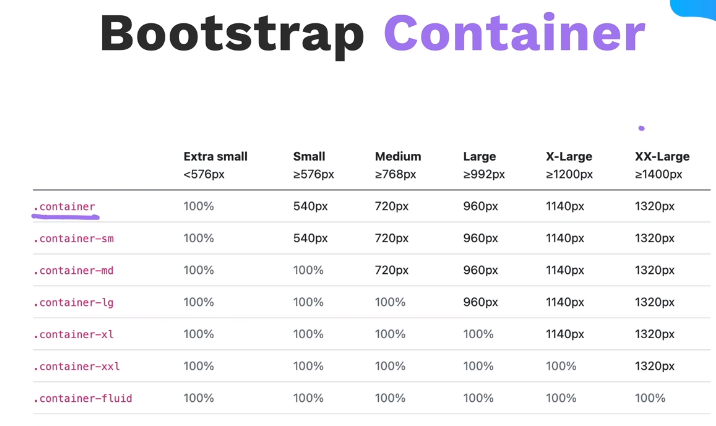 Bootstrap Container
Extra small Small Medium Large X-Large XX-Large
<576px ≥576px ≥768px ≥992px ≥1200px ≥1400px
.container 100% 540px 720px 960px 1140px 1320px
.container-sm 100% 540px 720px 960px 1140px 1320px
.container-md 100% 100% 720px 960px 1140px 1320px
.container-lg 100% 100% 100% 960px 1140px 1320px
.container-xl 100% 100% 100% 100% 1140px 1320px
.container-xxl 100% 100% 100% 100% 100% 1320px
.container-fluid 100% 100% 100% 100% 100% 100%